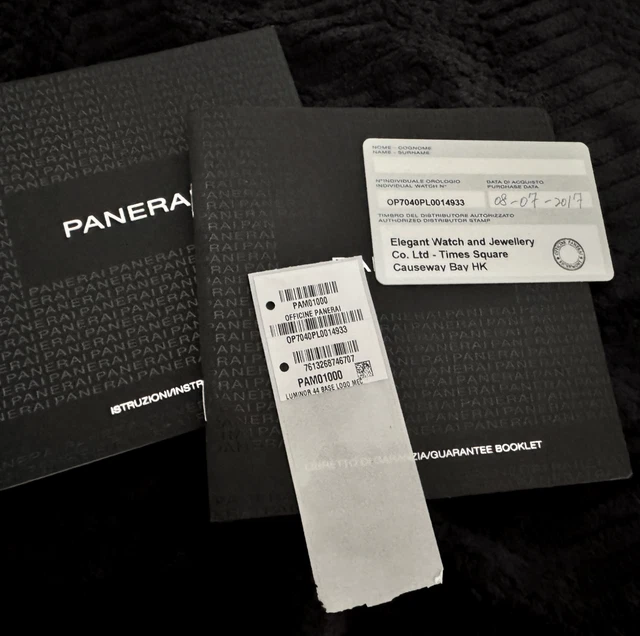 PANERAI
ISTRUZIONI/INSTR
NOME - COGNOME
NAME - SURNAME
N°INDIVIDUALE OROLOGIO
INDIVIDUAL WATCH N°
DATA DI ACQUISTO
PURCHASE DATA
OP7040PL0014933
08-07-2017
TIMBRO DEL DISTRIBUTORE AUTORIZZATO
AUTHORIZED DISTRIBUTOR STAMP
Elegant Watch and Jewellery
Co. Ltd - Times Square
Causeway Bay HK
PAM01000
OFFICINE PANERAI
OP7040PL0014933
7613268746707
PAM01000
LUMINOR 44 BASE LOGO MEC
LIBRETTO DI GARANZIA/GUARANTEE BOOKLET